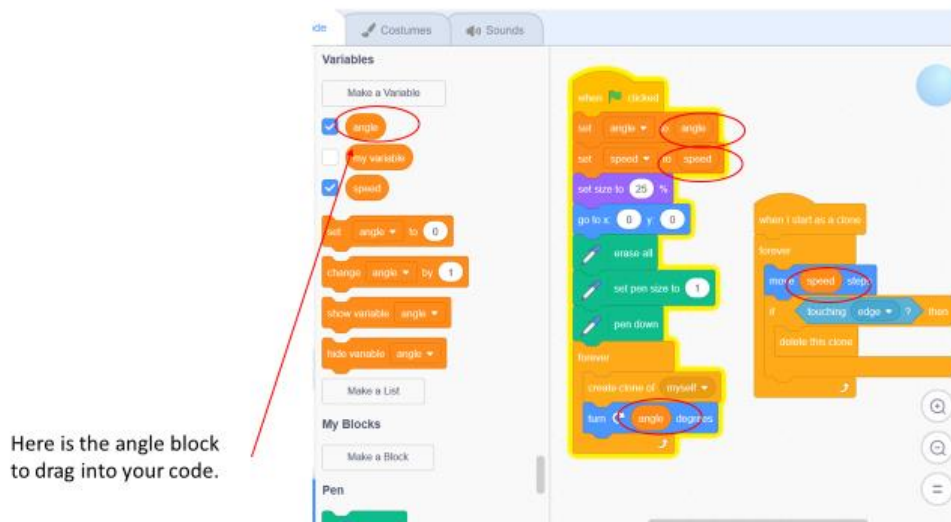 de Costumes Sounds
Variables
Make a Variable
angle
my variable
speed
set angle to 0
change angle by 1
show variable angle
hide variable angle
Make a List
My Blocks
Make a Block
Pen
when clicked
set angle to angle
set speed to speed
set size to 25 %
go to x: 0 y: 0
erase all
set pen size to 1
pen down
forever
create clone of myself
turn angle degrees
when I start as a clone
forever
move speed steps
if touching edge ? then
delete this clone
Here is the angle block
to drag into your code.